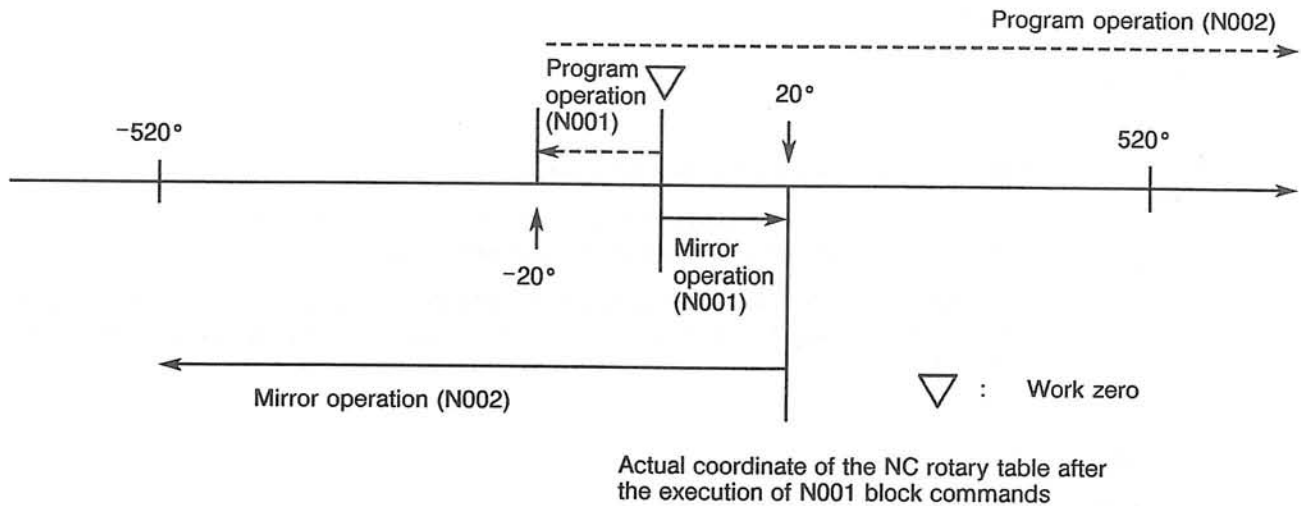 Program operation (N002)
Program
operation
(N001)
20°
-520°
520°
-20°
Mirror
operation
(N001)
Mirror operation (N002)
: Work zero
Actual coordinate of the NC rotary table after
the execution of N001 block commands